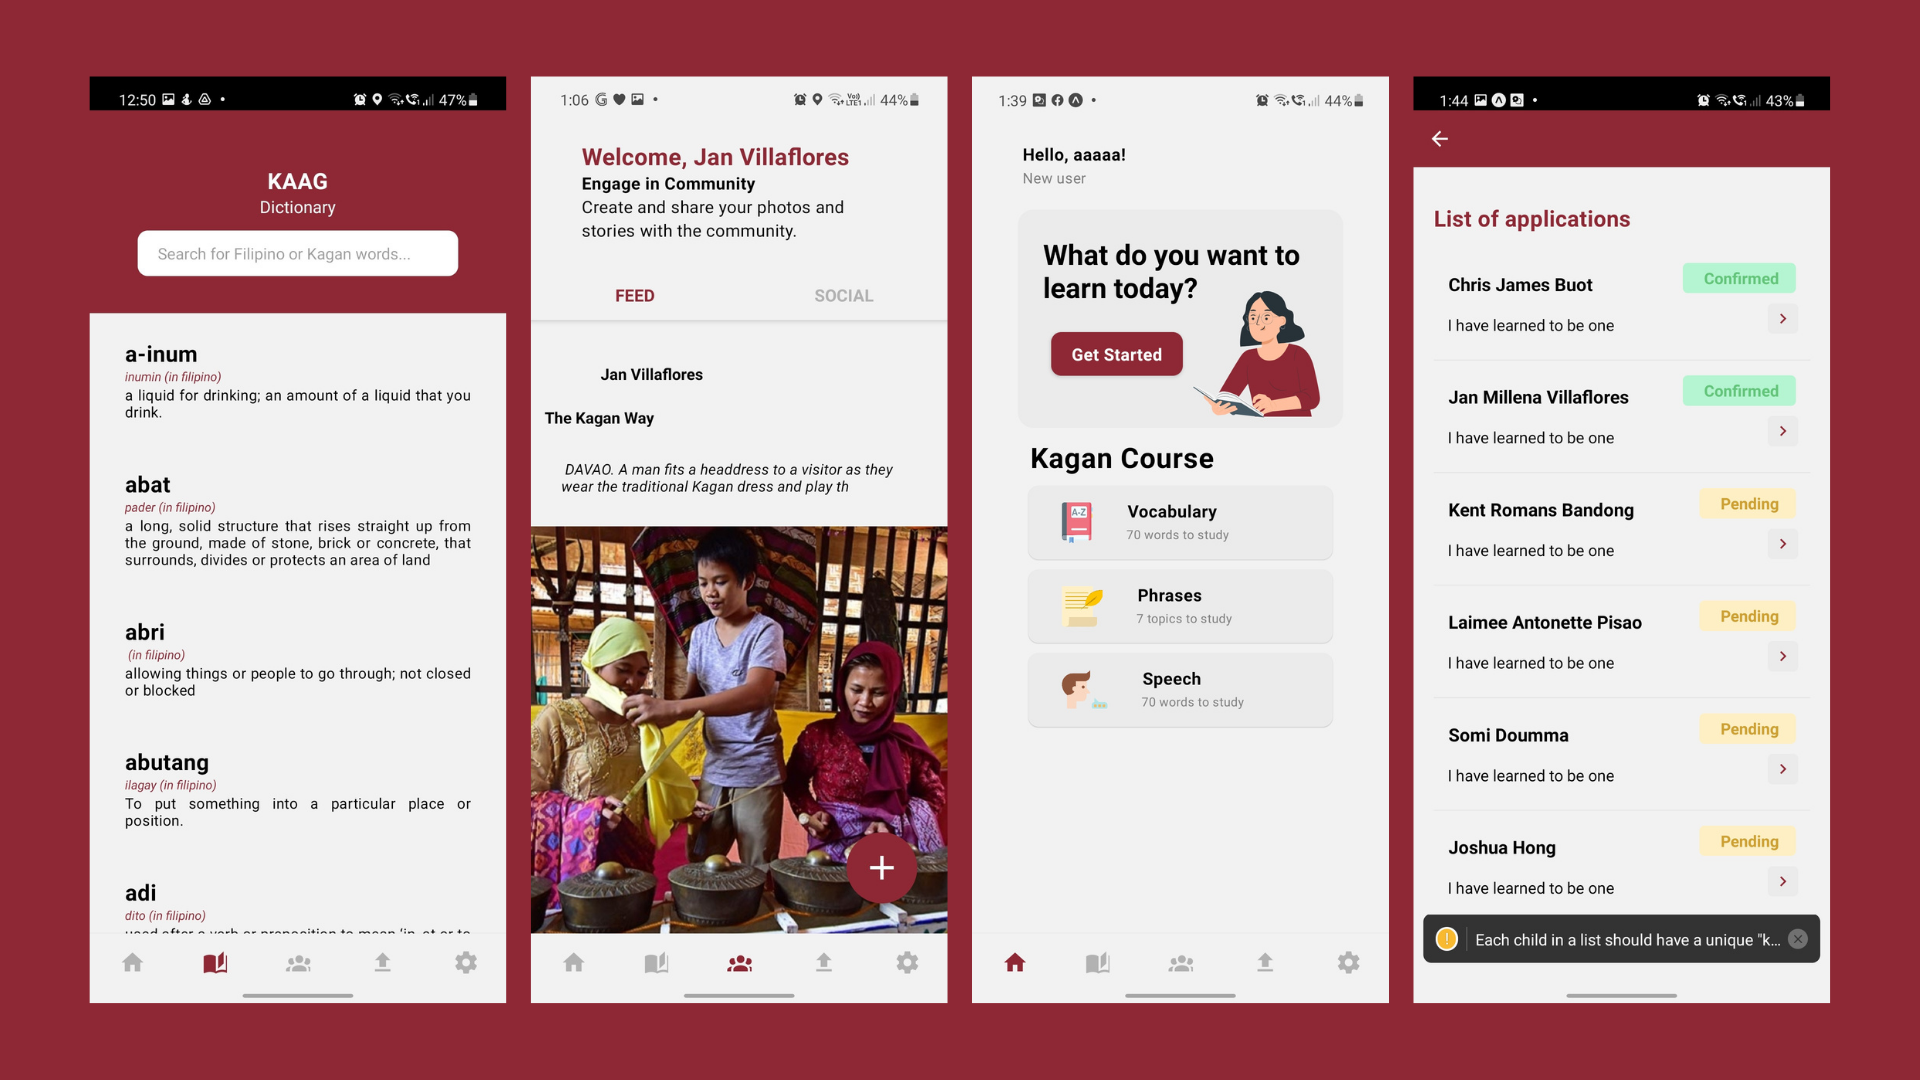 12:50
47%
KAAG
Dictionary
Search for Filipino or Kagan words...
a-inum
inumin (in filipino)
a liquid for drinking; an amount of a liquid that you
drink.
abat
pader (in filipino)
a long, solid structure that rises straight up from
the ground, made of stone, brick or concrete, that
surrounds, divides or protects an area of land
abri
(in filipino)
allowing things or people to go through; not closed
or blocked
abutang
ilagay (in filipino)
To put something into a particular place or
position.
adi
dito (in filipino)
used after a verb or preposition to mean 'in, at or to
1:06
44%
Welcome, Jan Villaflores
Engage in Community
Create and share your photos and
stories with the community.
FEED
SOCIAL
Jan Villaflores
The Kagan Way
DAVAO. A man fits a headdress to a visitor as they
wear the traditional Kagan dress and play th
1:39
44%
Hello, aaaaa!
New user
What do you want to
learn today?
Get Started
Kagan Course
A-Z
Vocabulary
70 words to study
Phrases
7 topics to study
Speech
70 words to study
1:44
43%
List of applications
Chris James Buot
Confirmed
I have learned to be one
Jan Millena Villaflores
Confirmed
I have learned to be one
Kent Romans Bandong
Pending
I have learned to be one
Laimee Antonette Pisao
Pending
I have learned to be one
Somi Doumma
Pending
I have learned to be one
Joshua Hong
Pending
I have learned to be one
Each child in a list should have a unique "k...